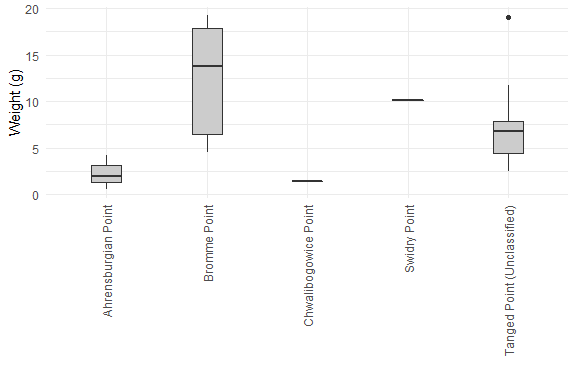 Weight (g)
20
15
10
5
0
Ahrensburgian Point
Bromme Point
Chwalibogowice Point
Swidry Point
Tanged Point (Unclassified)